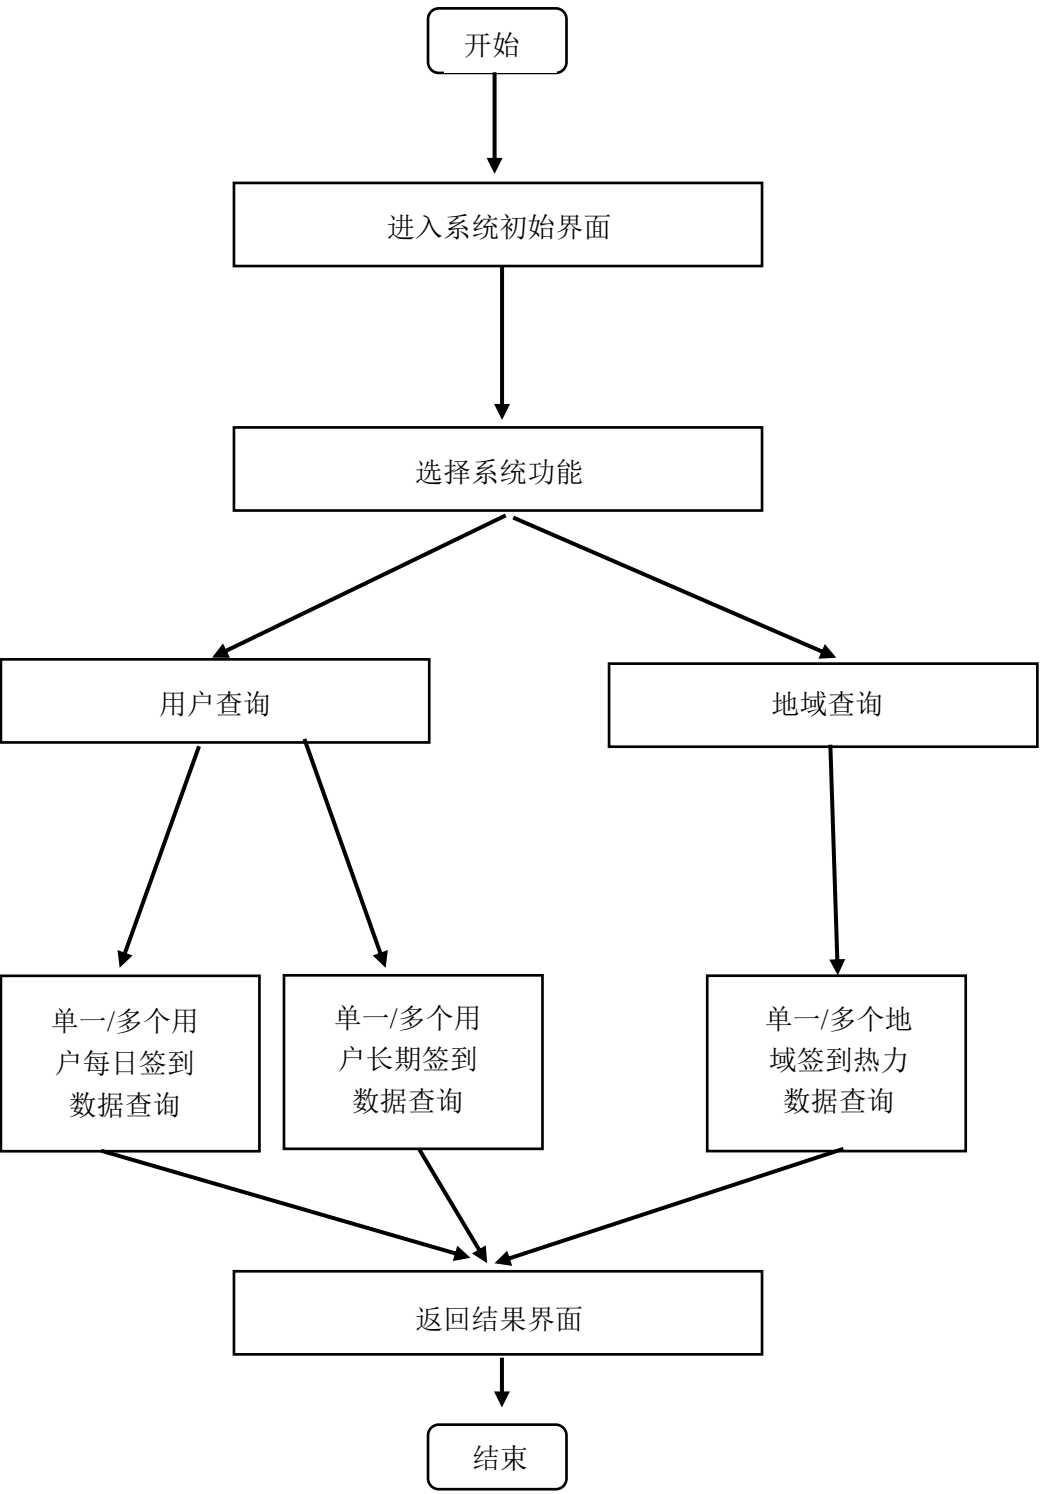 开始
进入系统初始界面
选择系统功能
用户查询
地域查询
单一/多个用
户每日签到
数据查询
单一/多个用
户长期签到
数据查询
单一/多个地
域签到热力
数据查询
返回结果界面
结束